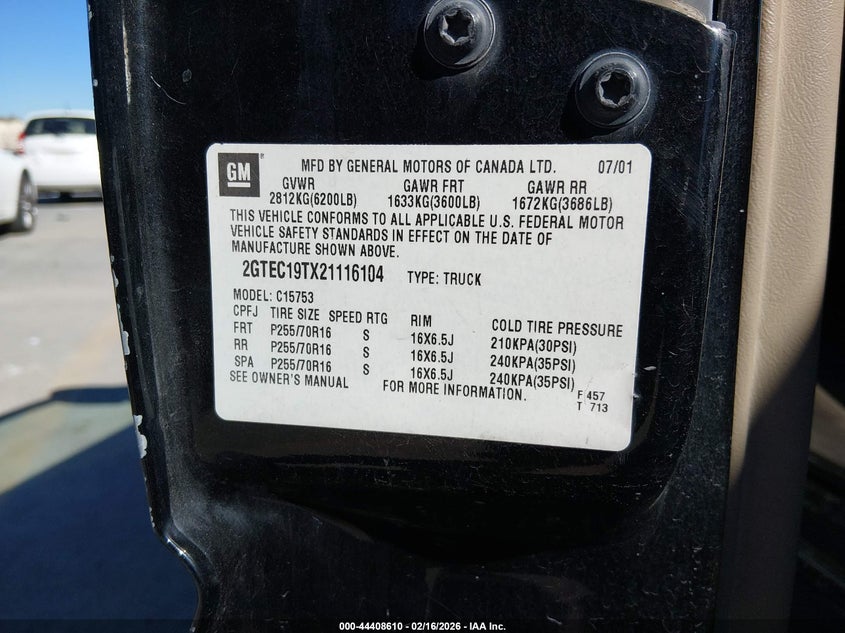 GM® MFD BY GENERAL MOTORS OF CANADA LTD. 07/01
GVWR GAWR FRT GAWR RR
2812KG(6200LB) 1633KG(3600LB) 1672KG(3686LB)
THIS VEHICLE CONFORMS TO ALL APPLICABLE U.S. FEDERAL MOTOR
VEHICLE SAFETY STANDARDS IN EFFECT ON THE DATE OF
MANUFACTURE SHOWN ABOVE.
2GTEC19TX21116104 TYPE: TRUCK
MODEL: C15753
CPFJ TIRE SIZE SPEED RTG RIM COLD TIRE PRESSURE
FRT P255/70R16 S 16X6.5J 210KPA(30PSI)
RR P255/70R16 S 16X6.5J 240KPA(35PSI)
SPA P255/70R16 S 16X6.5J 240KPA(35PSI)
SEE OWNER'S MANUAL FOR MORE INFORMATION.
F 457
T 713
000-44408610 - 02/16/2026 - IAA Inc.